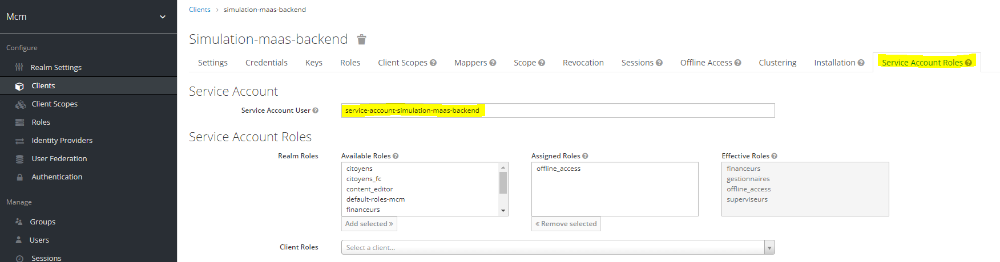 Mcm
Configure
Realm Settings
Clients
Client Scopes
Roles
Identity Providers
User Federation
Authentication
Manage
Groups
Users
Sessions
Clients › simulation-maas-backend
Simulation-maas-backend
Settings Credentials Keys Roles Client Scopes Mappers Scope Revocation Sessions Offline Access Clustering Installation Service Account Roles
Service Account
Service Account User service-account-simulation-maas-backend
Service Account Roles
Realm Roles
Available Roles
citoyens
citoyens_fc
content_editor
default-roles-mcm
financeurs
Add selected »
Assigned Roles
offline_access
« Remove selected
Effective Roles
financeurs
gestionnaires
offline_access
superviseurs
Client Roles Select a client...